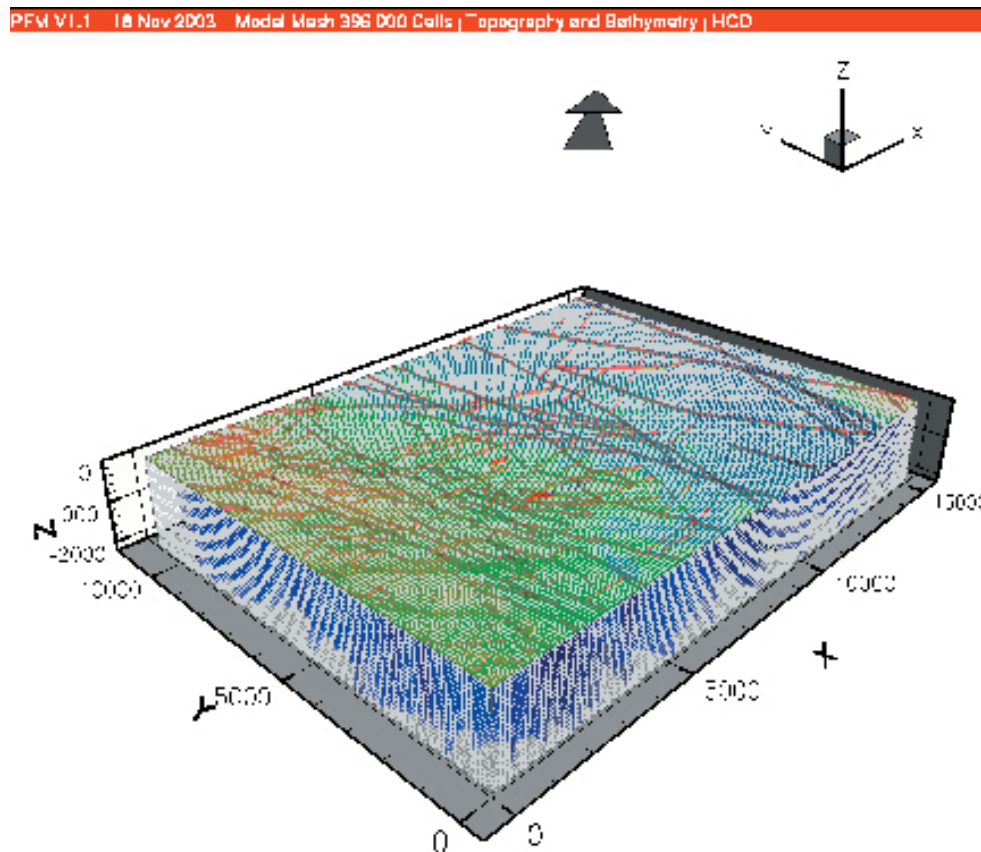 PFM V1.1 18 Nov 2003 Model Mesh 396 000 Cells | Topography and Bathymetry | HCD
Z
Y X
0
Z
-2000
10000
15000
10000
X
5000
Y 5000
0 0